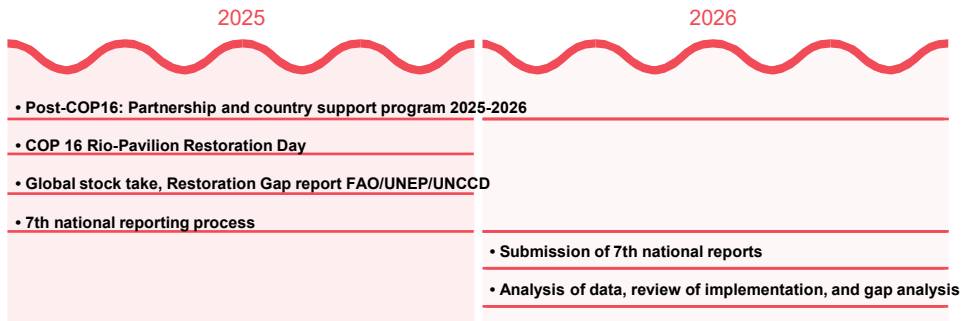 2025
2026
• Post-COP16: Partnership and country support program 2025-2026
• COP 16 Rio-Pavilion Restoration Day
• Global stock take, Restoration Gap report FAO/UNEP/UNCCD
• 7th national reporting process
• Submission of 7th national reports
• Analysis of data, review of implementation, and gap analysis